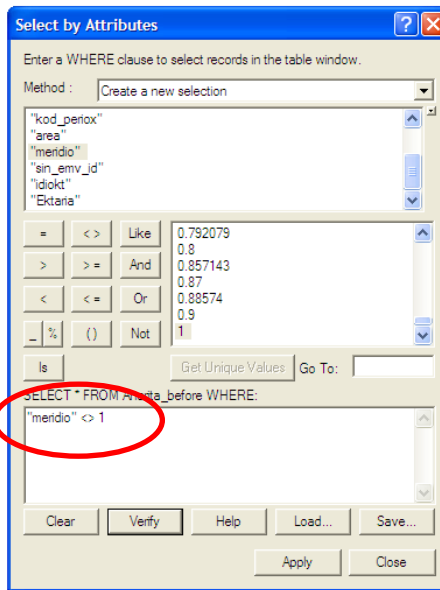 Select by Attributes
Enter a WHERE clause to select records in the table window.
Method : Create a new selection
"kod_periox"
"area"
"meridio"
"sin_emv_id"
"idiokt"
"Ektaria"
= <> Like
> >= And
< <= Or
_ % () Not
Is
0.792079
0.8
0.857143
0.87
0.88574
0.9
1
Get Unique Values Go To:
SELECT * FROM _before WHERE:
"meridio" <> 1
Clear Verify Help Load... Save...
Apply Close